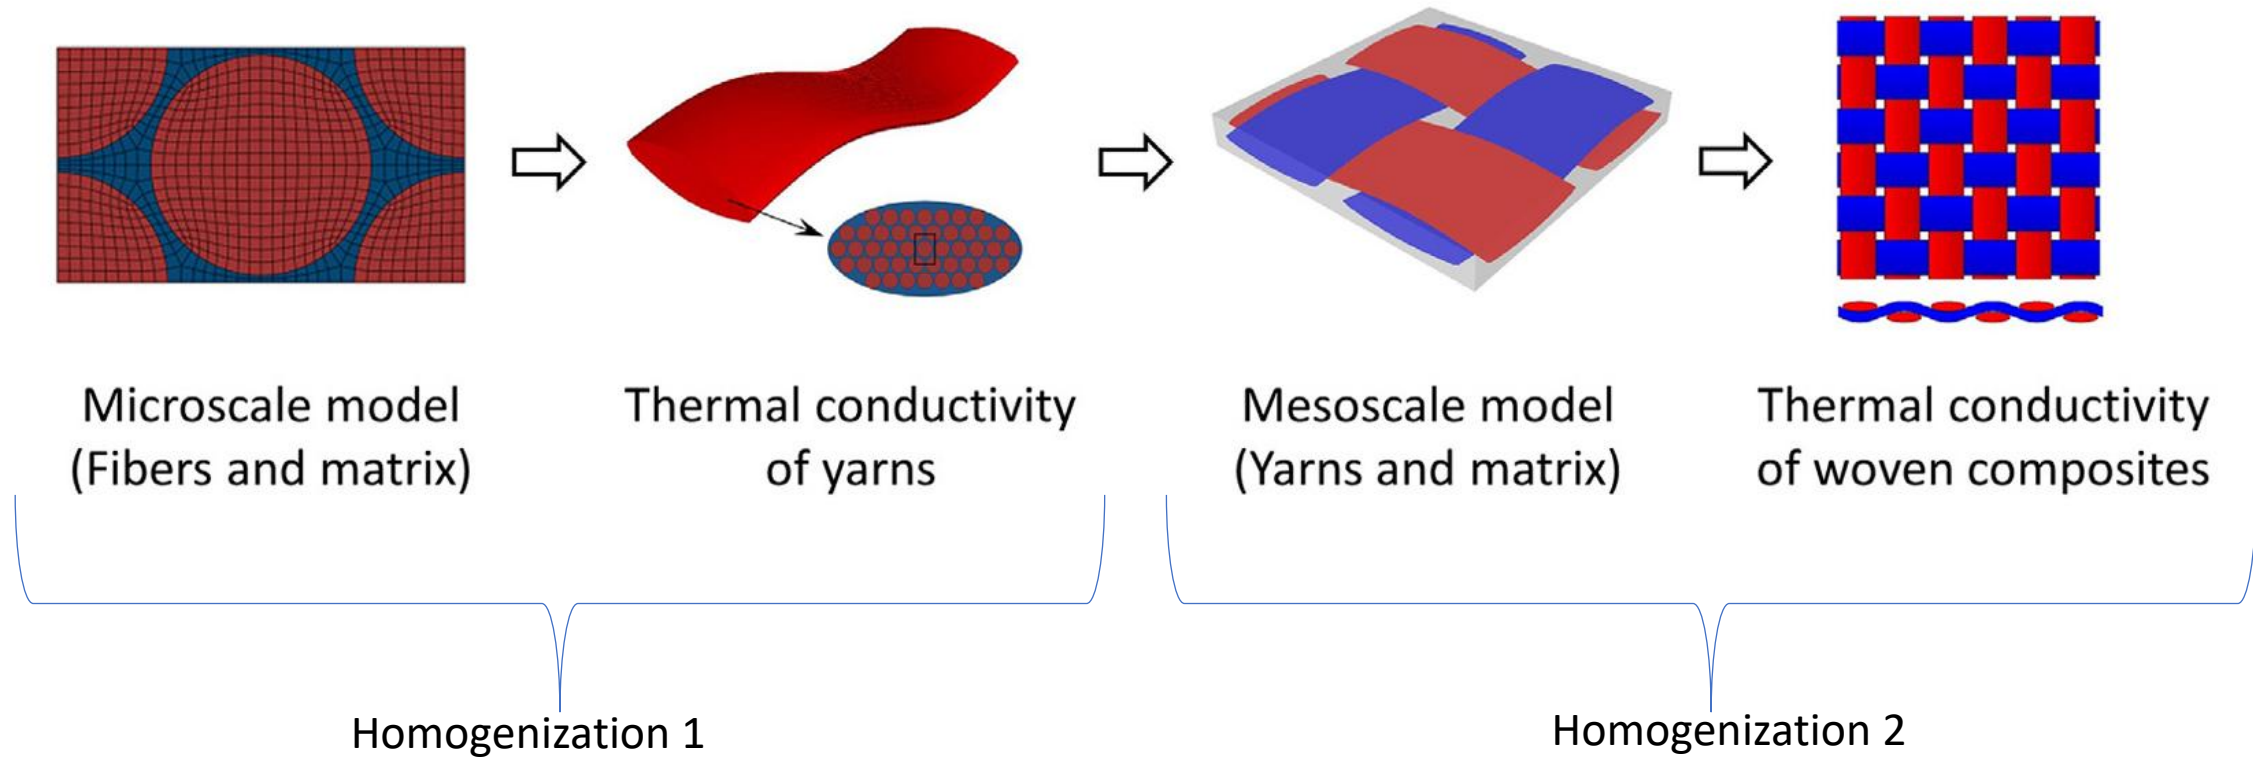 Microscale model
(Fibers and matrix)
Thermal conductivity
of yarns
Mesoscale model
(Yarns and matrix)
Thermal conductivity
of woven composites
Homogenization 1
Homogenization 2